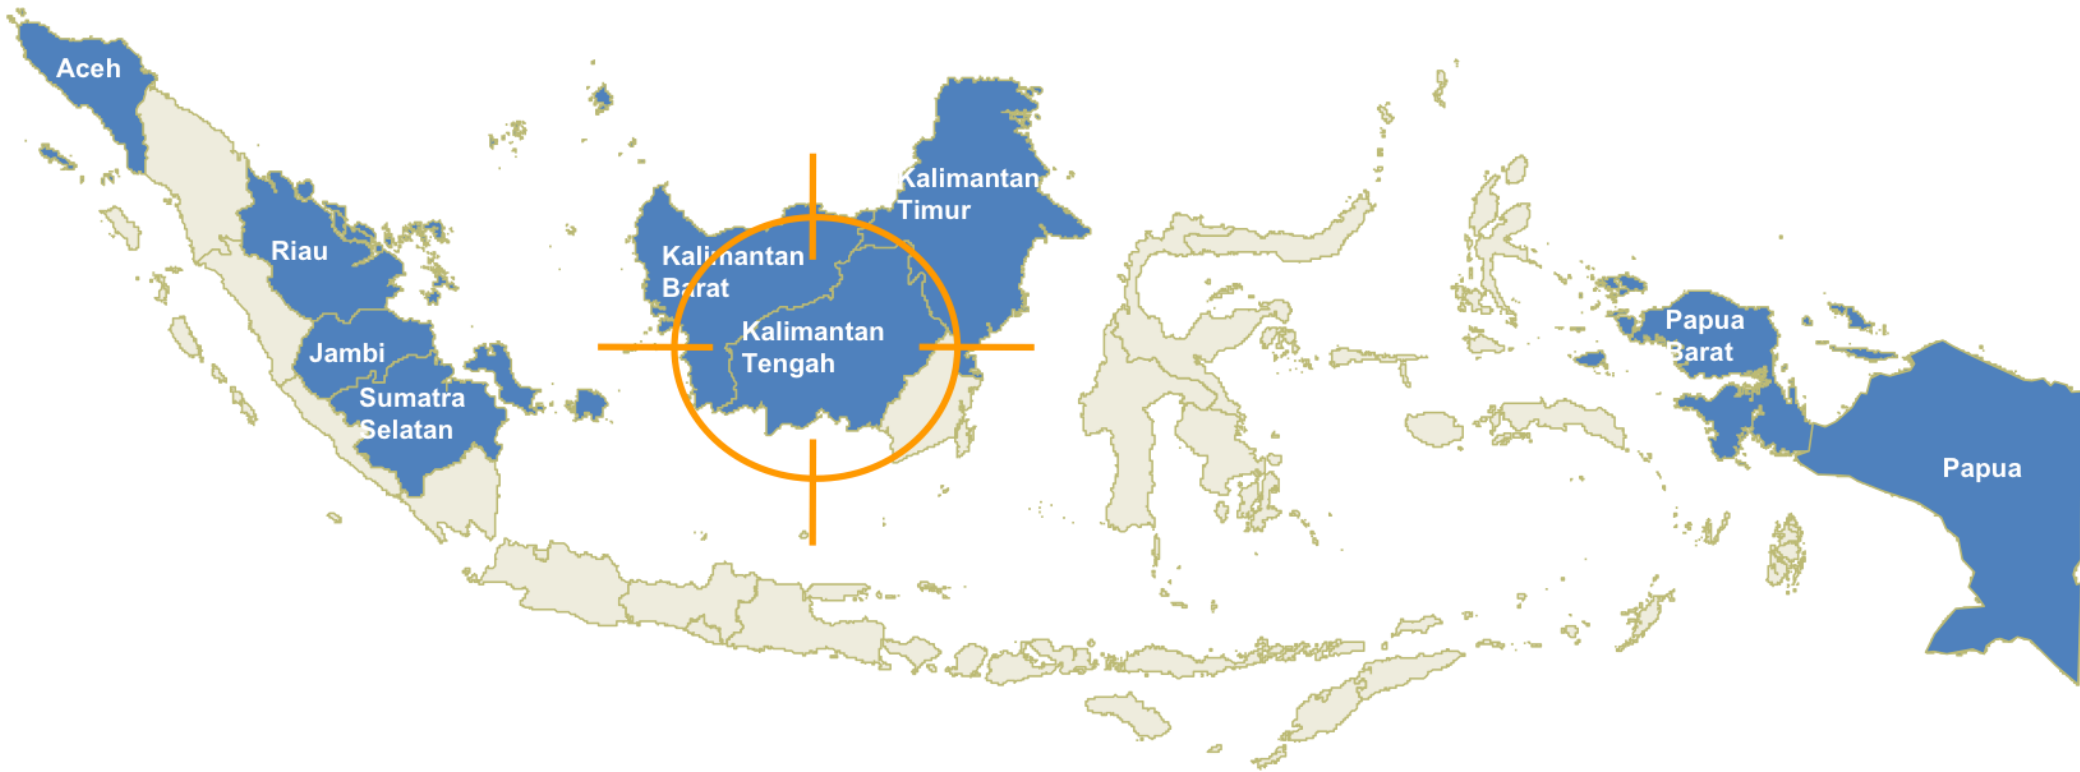 Aceh
Riau
Jambi
Sumatra
Selatan
Kalimantan
Barat
Kalimantan
Tengah
Kalimantan
Timur
Papua
Barat
Papua